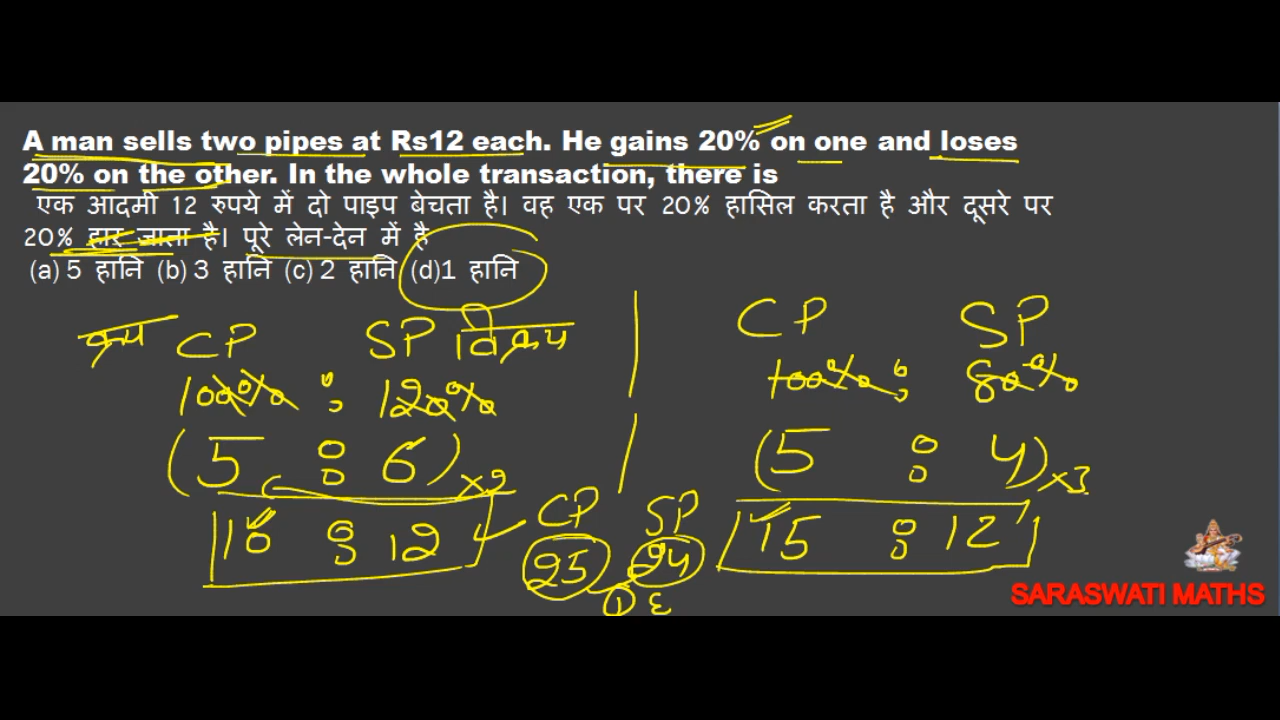 A man sells two pipes at Rs12 each. He gains 20% on one and loses
20% on the other. In the whole transaction, there is
एक आदमी 12 रुपये में दो पाइप बेचता है। वह एक पर 20% हासिल करता है और दूसरे पर
20% हार जाता है। पूरे लेन-देन में है
(a) 5 हानि (b) 3 हानि (c) 2 हानि (d)1 हानि
क्रय CP SP विक्रय CP SP
100% : 120% 100% : 80%
(5 : 6)×2 (5 : 4)×3
10 : 12 CP SP 15 : 12
25 24
①
SARASWATI MATHS